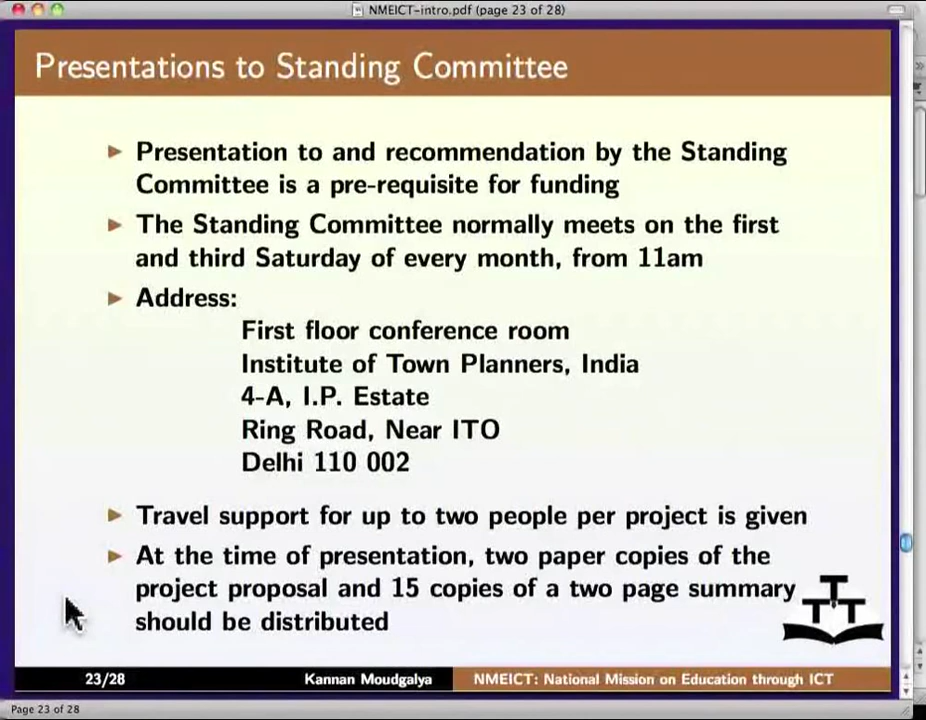 NMEICT-intro.pdf (page 23 of 28)
Presentations to Standing Committee
Presentation to and recommendation by the Standing
Committee is a pre-requisite for funding
The Standing Committee normally meets on the first
and third Saturday of every month, from 11am
Address:
First floor conference room
Institute of Town Planners, India
4-A, I.P. Estate
Ring Road, Near ITO
Delhi 110 002
Travel support for up to two people per project is given
At the time of presentation, two paper copies of the
project proposal and 15 copies of a two page summary
should be distributed
T T T
23/28 Kannan Moudgalya NMEICT: National Mission on Education through ICT
Page 23 of 28